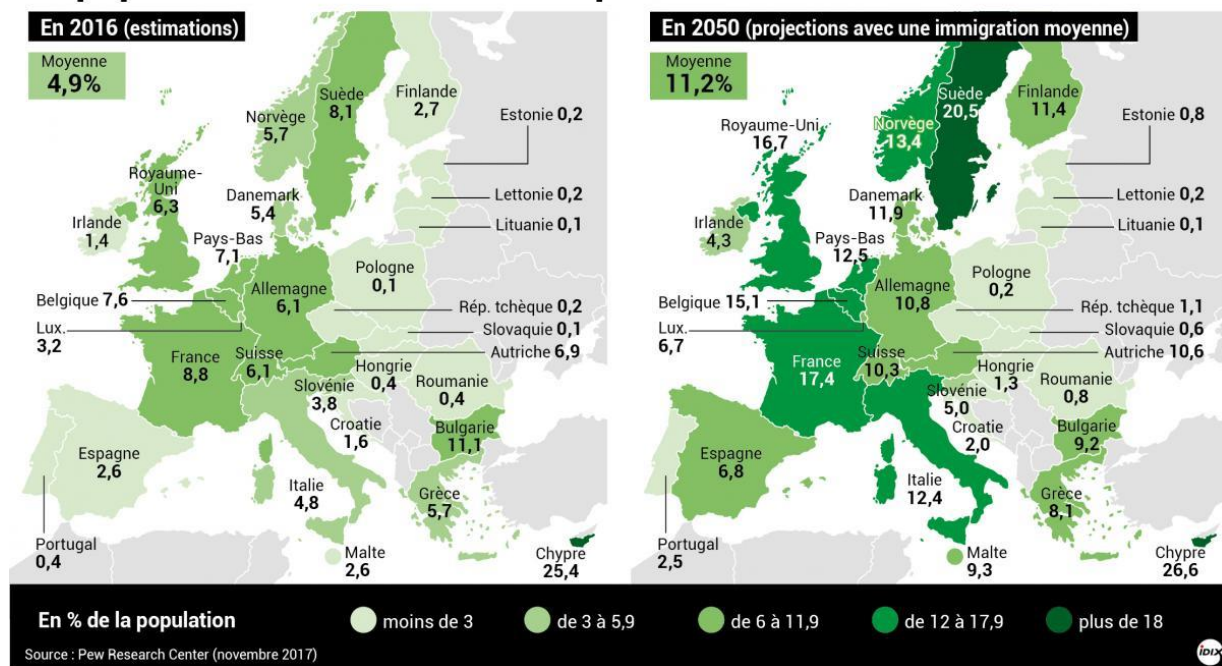 En 2016 (estimations)
Moyenne
4,9%
Norvège
5,7
Suède
8,1
Finlande
2,7
Estonie 0,2
Royaume-
Uni
6,3
Danemark
5,4
Lettonie 0,2
Irlande
1,4
Lituanie 0,1
Pays-Bas
7,1
Pologne
0,1
Belgique 7,6
Allemagne
6,1
Rép. tchèque 0,2
Lux.
3,2
Slovaquie 0,1
France
8,8
Suisse
6,1
Autriche 6,9
Hongrie
0,4
Slovénie
3,8
Roumanie
0,4
Croatie
1,6
Bulgarie
11,1
Espagne
2,6
Italie
4,8
Grèce
5,7
Portugal
0,4
Malte
2,6
Chypre
25,4
En 2050 (projections avec une immigration moyenne)
Moyenne
11,2%
Royaume-Uni
16,7
Norvège
13,4
Suède
20,5
Finlande
11,4
Estonie 0,8
Danemark
11,9
Lettonie 0,2
Irlande
4,3
Lituanie 0,1
Pays-Bas
12,5
Pologne
0,2
Belgique 15,1
Allemagne
10,8
Rép. tchèque 1,1
Lux.
6,7
Slovaquie 0,6
France
17,4
Suisse
10,3
Autriche 10,6
Hongrie
1,3
Slovénie
5,0
Roumanie
0,8
Croatie
2,0
Bulgarie
9,2
Espagne
6,8
Italie
12,4
Grèce
8,1
Portugal
2,5
Malte
9,3
Chypre
26,6
En % de la population
moins de 3
de 3 à 5,9
de 6 à 11,9
de 12 à 17,9
plus de 18
Source : Pew Research Center (novembre 2017)
iDIX